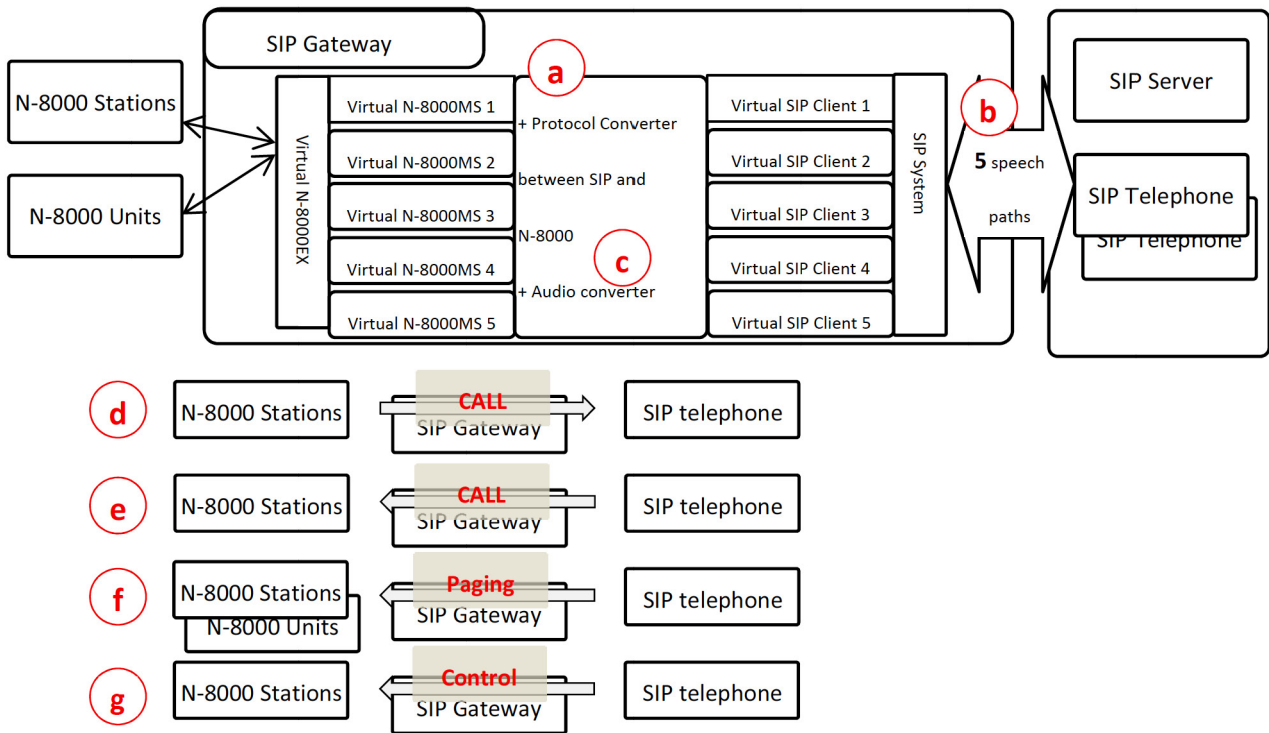 SIP Gateway
N-8000 Stations
N-8000 Units
Virtual N-8000EX
Virtual N-8000MS 1
Virtual N-8000MS 2
Virtual N-8000MS 3
Virtual N-8000MS 4
Virtual N-8000MS 5
a
+ Protocol Converter
between SIP and
N-8000
c
+ Audio converter
Virtual SIP Client 1
Virtual SIP Client 2
Virtual SIP Client 3
Virtual SIP Client 4
Virtual SIP Client 5
SIP System
b
5 speech
paths
SIP Server
SIP Telephone
SIP Telephone
d
N-8000 Stations
CALL
SIP Gateway
SIP telephone
e
N-8000 Stations
CALL
SIP Gateway
SIP telephone
f
N-8000 Stations
N-8000 Units
Paging
SIP Gateway
SIP telephone
g
N-8000 Stations
Control
SIP Gateway
SIP telephone